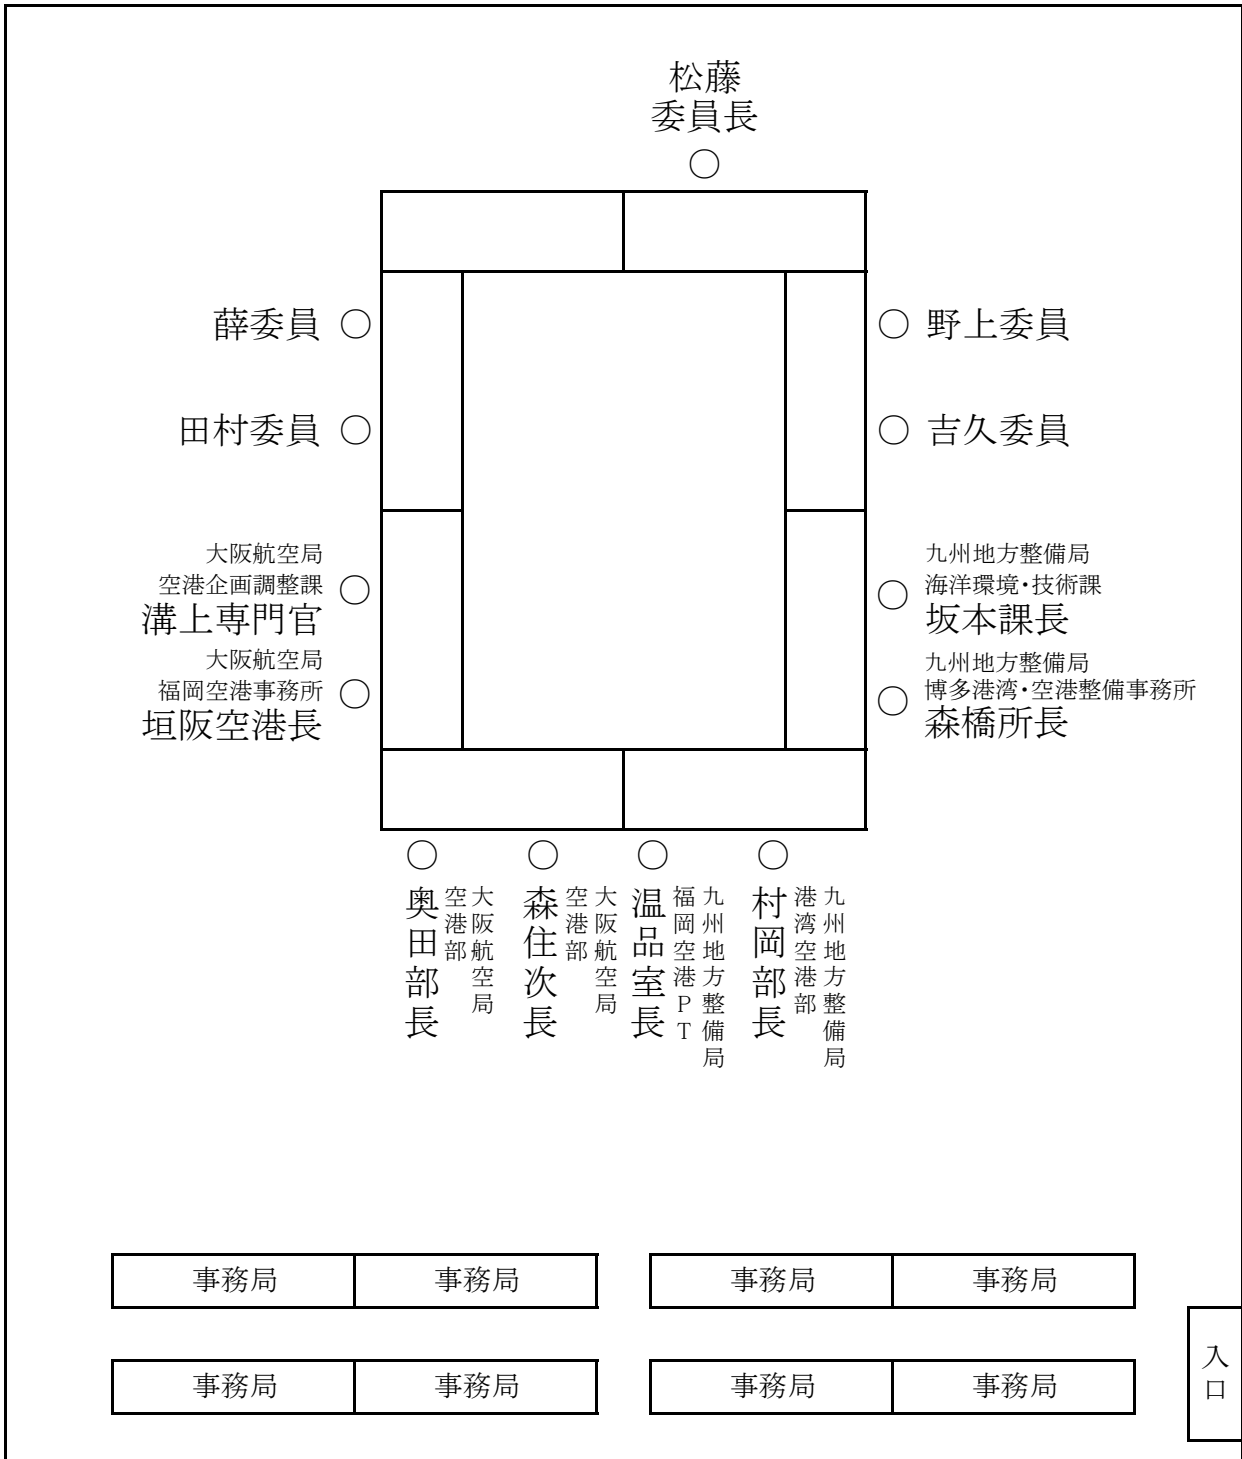 松藤
委員長
○
薛委員 ○
○ 野上委員
田村委員 ○
○ 吉久委員
大阪航空局
空港企画調整課 ○
溝上専門官
九州地方整備局
○ 海洋環境・技術課
坂本課長
大阪航空局
福岡空港事務所 ○
垣阪空港長
九州地方整備局
○ 博多港湾・空港整備事務所
森橋所長
○ ○ ○ ○
大阪航空局
空港部
奥田部長
大阪航空局
空港部
森住次長
九州地方整備局
福岡空港PT
温品室長
九州地方整備局
港湾空港部
村岡部長
事務局 事務局 事務局 事務局
事務局 事務局 事務局 事務局
入口